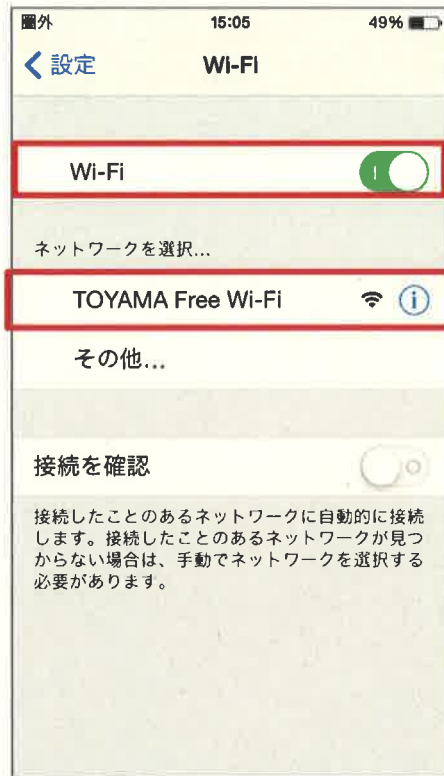 圏外 15:05 49%
設定 Wi-Fi
Wi-Fi
ネットワークを選択...
TOYAMA Free Wi-Fi
その他...
接続を確認
接続したことのあるネットワークに自動的に接続
します。接続したことのあるネットワークが見つ
からない場合は、手動でネットワークを選択する
必要があります。